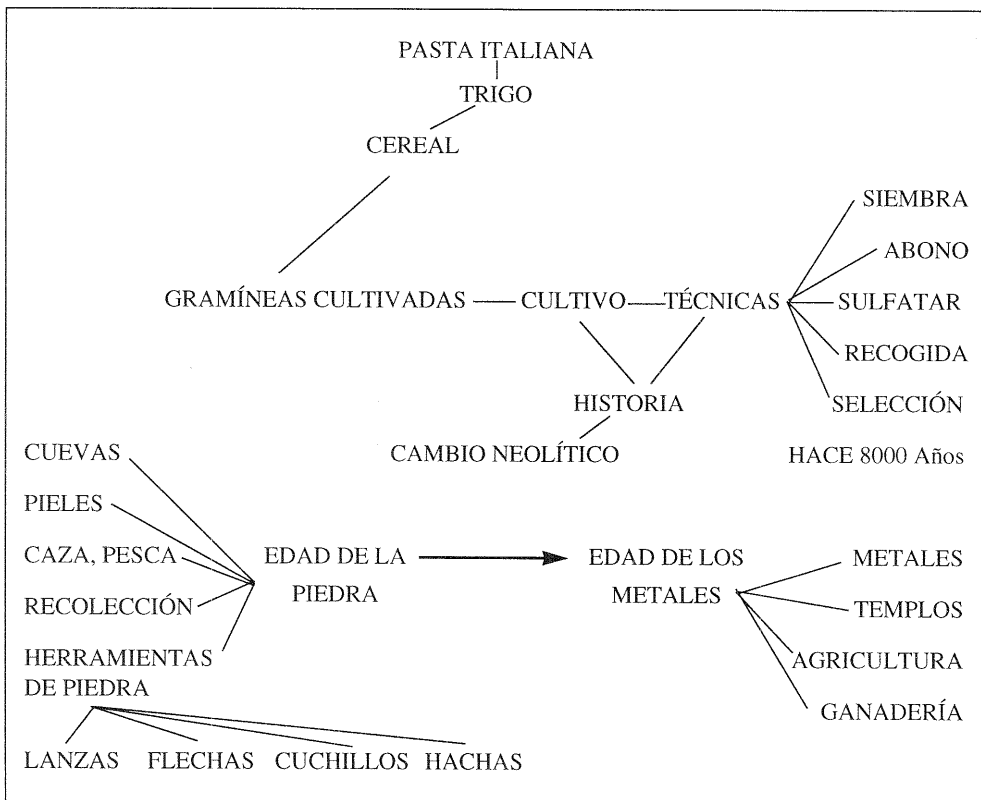 PASTA ITALIANA
TRIGO
CEREAL
SIEMBRA
ABONO
GRAMÍNEAS CULTIVADAS CULTIVO TÉCNICAS SULFATAR
RECOGIDA
HISTORIA SELECCIÓN
CUEVAS CAMBIO NEOLÍTICO HACE 8000 Años
PIELES
CAZA, PESCA EDAD DE LA EDAD DE LOS METALES
PIEDRA METALES TEMPLOS
RECOLECCIÓN
HERRAMIENTAS AGRICULTURA
DE PIEDRA
GANADERÍA
LANZAS FLECHAS CUCHILLOS HACHAS